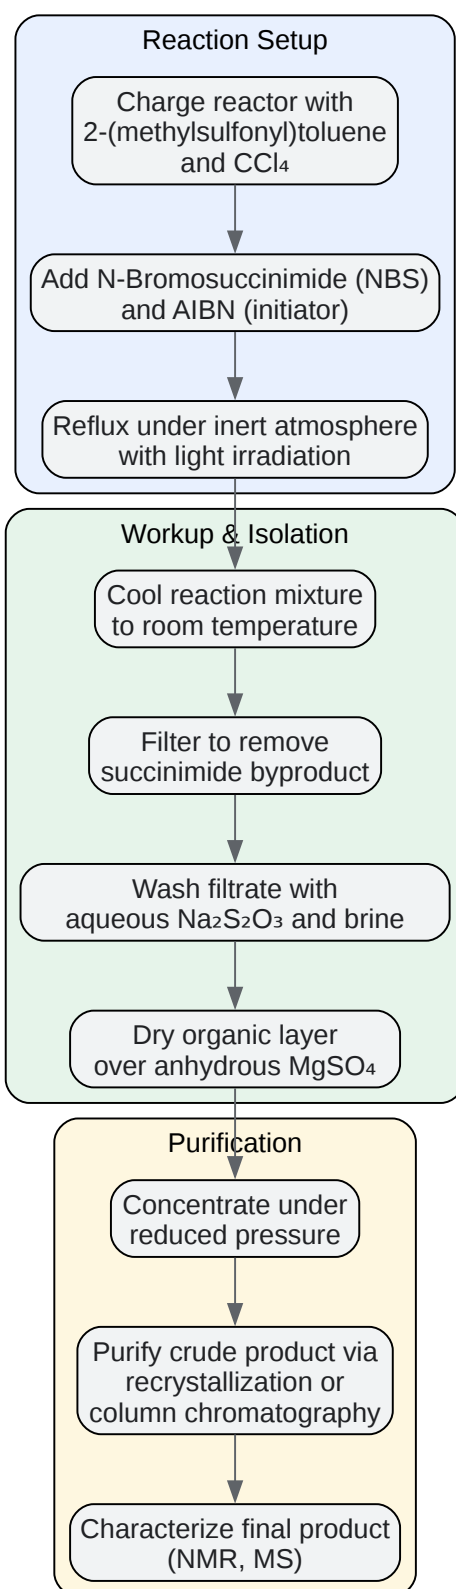 Reaction Setup
Charge reactor with
2-(methylsulfonyl)toluene
and CCl₄
Add N-Bromosuccinimide (NBS)
and AIBN (initiator)
Reflux under inert atmosphere
with light irradiation
Workup & Isolation
Cool reaction mixture
to room temperature
Filter to remove
succinimide byproduct
Wash filtrate with
aqueous Na₂S₂O₃ and brine
Dry organic layer
over anhydrous MgSO₄
Purification
Concentrate under
reduced pressure
Purify crude product via
recrystallization or
column chromatography
Characterize final product
(NMR, MS)